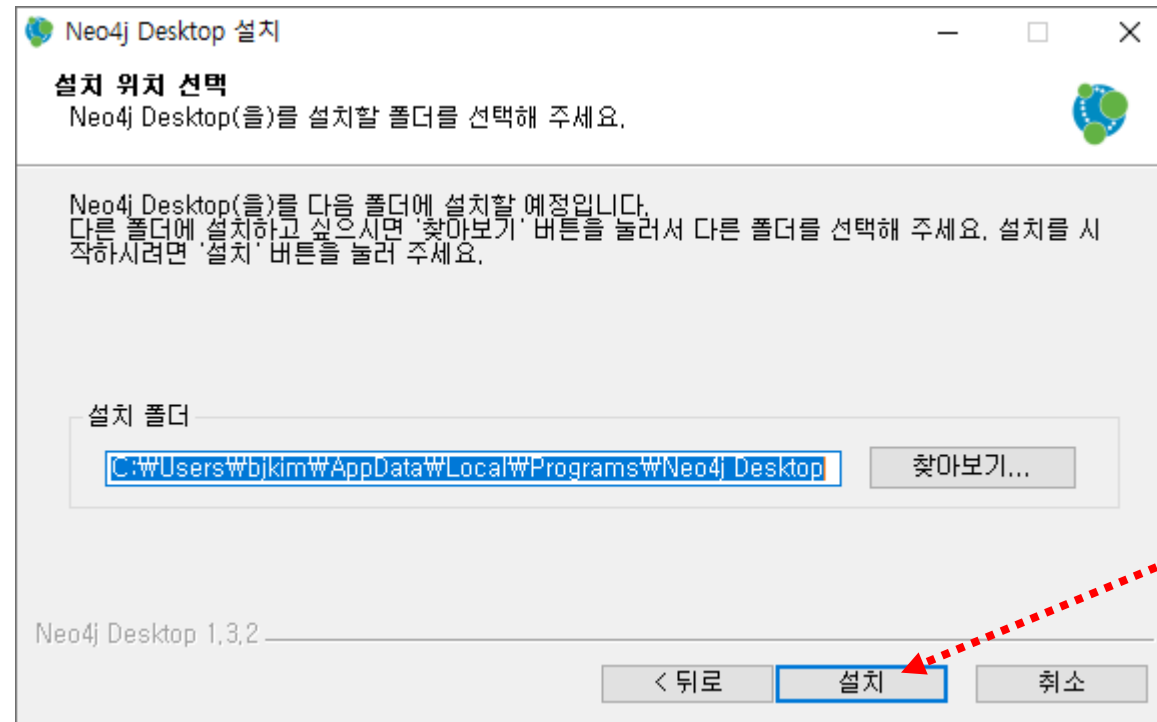 Neo4j Desktop 설치
설치 위치 선택
Neo4j Desktop(을)를 설치할 폴더를 선택해 주세요.
Neo4j Desktop(을)를 다음 폴더에 설치할 예정입니다.
다른 폴더에 설치하고 싶으시면 '찾아보기' 버튼을 눌러서 다른 폴더를 선택해 주세요. 설치를 시
작하시려면 '설치' 버튼을 눌러 주세요.
설치 폴더
C:₩Users₩bjkim₩AppData₩Local₩Programs₩Neo4j Desktop
찾아보기...
Neo4j Desktop 1.3.2
< 뒤로
설치
취소